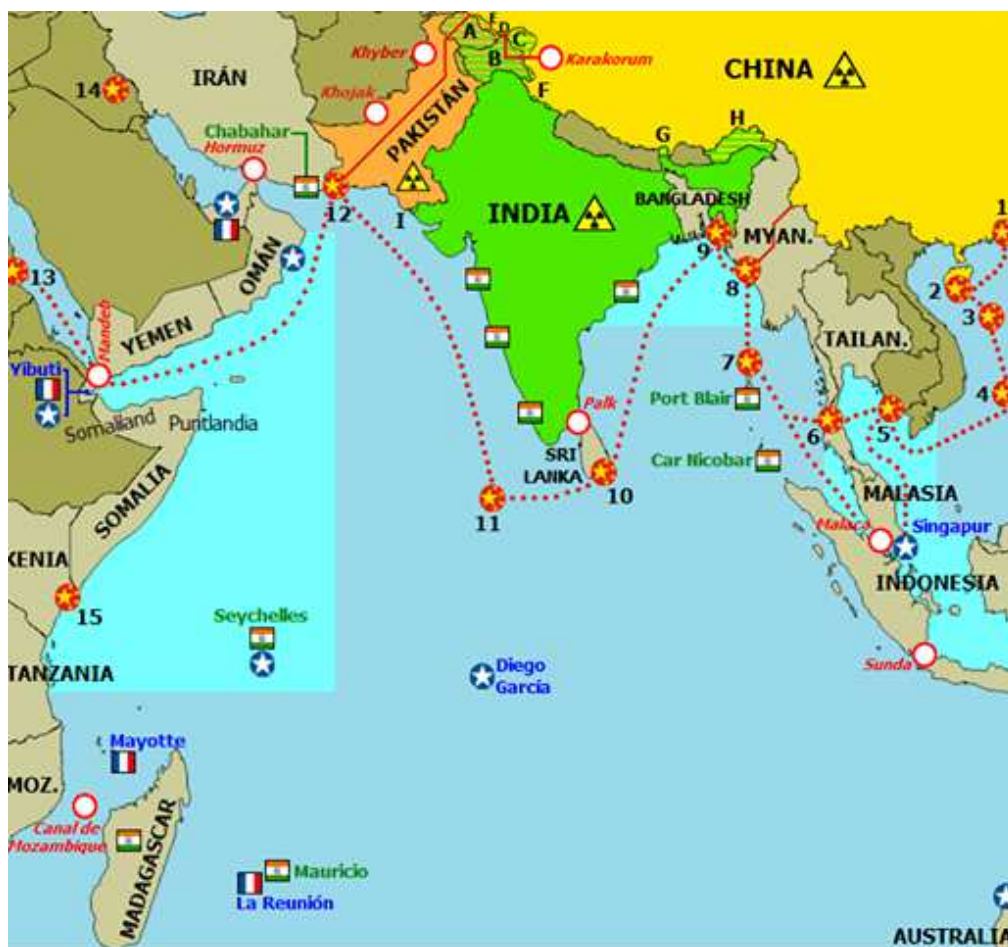 A
E
D
C
B
Khyber
Karakorum
CHINA
IRÁN
14
Khojak
F
PAKISTÁN
H
G
Chabahar
Hormuz
BANGLADESH
12
I
INDIA
1
MYAN.
9
OMÁN
13
8
2
3
YEMEN
Mandeb
TAILAN.
Yibuti
7
4
Port Blair
Palk
Somaliland
Puntlandia
6
5
SRI
LANKA
Car Nicobar
10
11
MALASIA
SOMALIA
Malaca
Singapur
KENIA
INDONESIA
15
Seychelles
TANZANIA
Diego
García
Sunda
Mayotte
MOZ.
Canal de
Mozambique
MADAGASCAR
Mauricio
La Reunión
AUSTRALIA